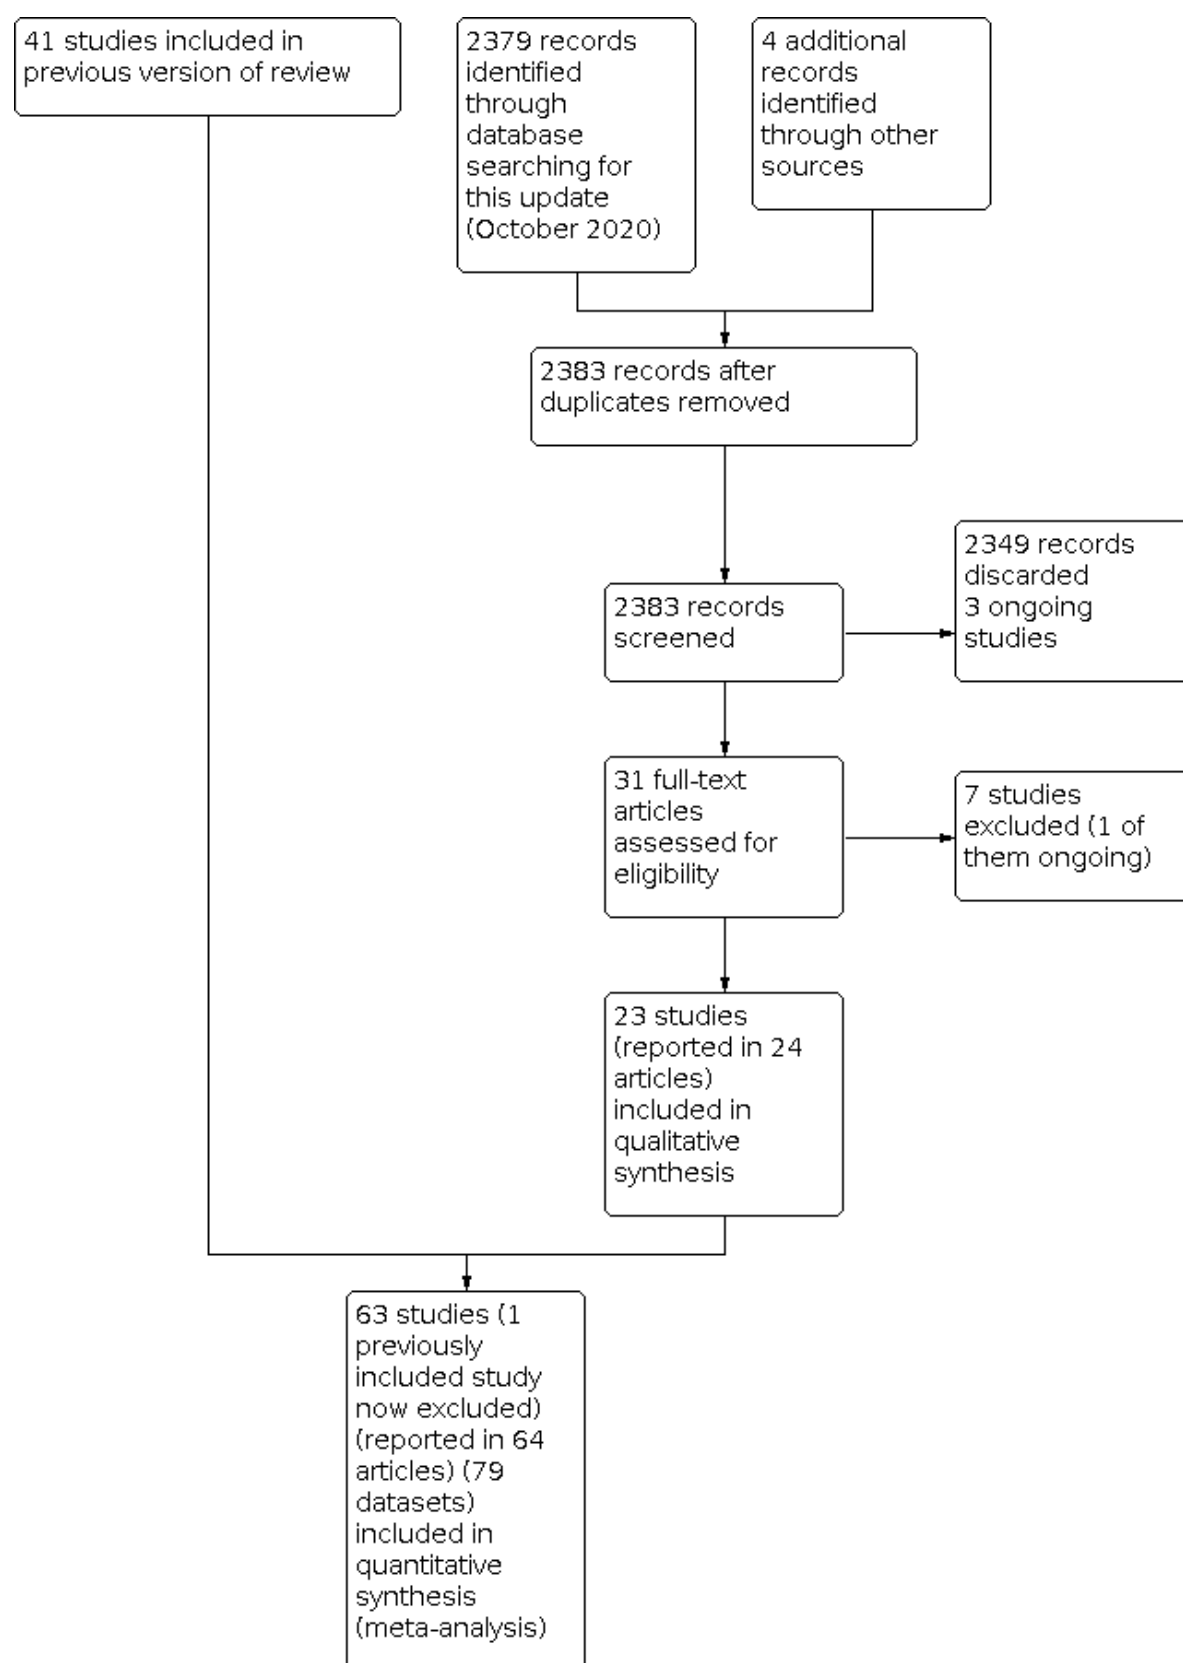 41 studies included in
previous version of review
2379 records
identified
through
database
searching for
this update
(October 2020)
4 additional
records
identified
through other
sources
2383 records after
duplicates removed
2383 records
screened
2349 records
discarded
3 ongoing
studies
31 full-text
articles
assessed for
eligibility
7 studies
excluded (1 of
them ongoing)
23 studies
(reported in 24
articles)
included in
qualitative
synthesis
63 studies (1
previously
included study
now excluded)
(reported in 64
articles) (79
datasets)
included in
quantitative
synthesis
(meta-analysis)